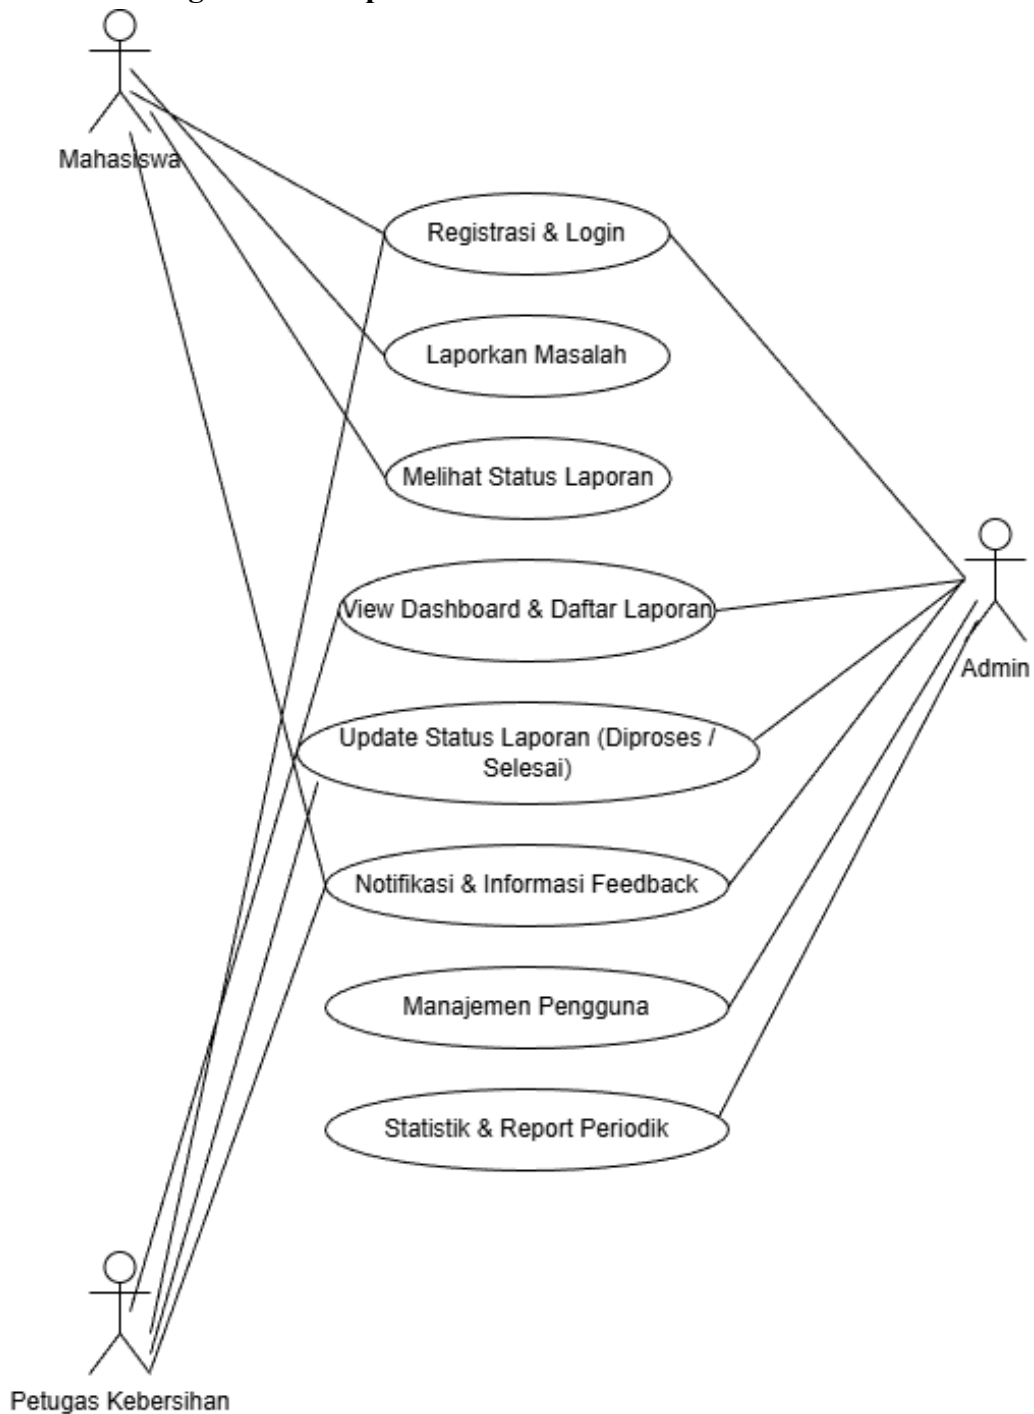 Mahasiswa
Registrasi & Login
Laporkan Masalah
Melihat Status Laporan
View Dashboard & Daftar Laporan
Admin
Update Status Laporan (Diproses /
Selesai)
Notifikasi & Informasi Feedback
Manajemen Pengguna
Statistik & Report Periodik
Petugas Kebersihan